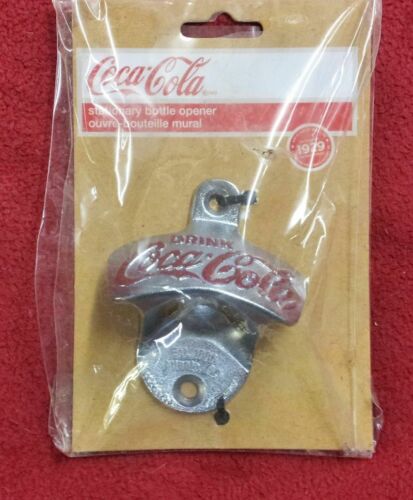 Coca-Cola
stationary bottle opener
ouvre-bouteille mural
1929
DRINK
Coca-Cola